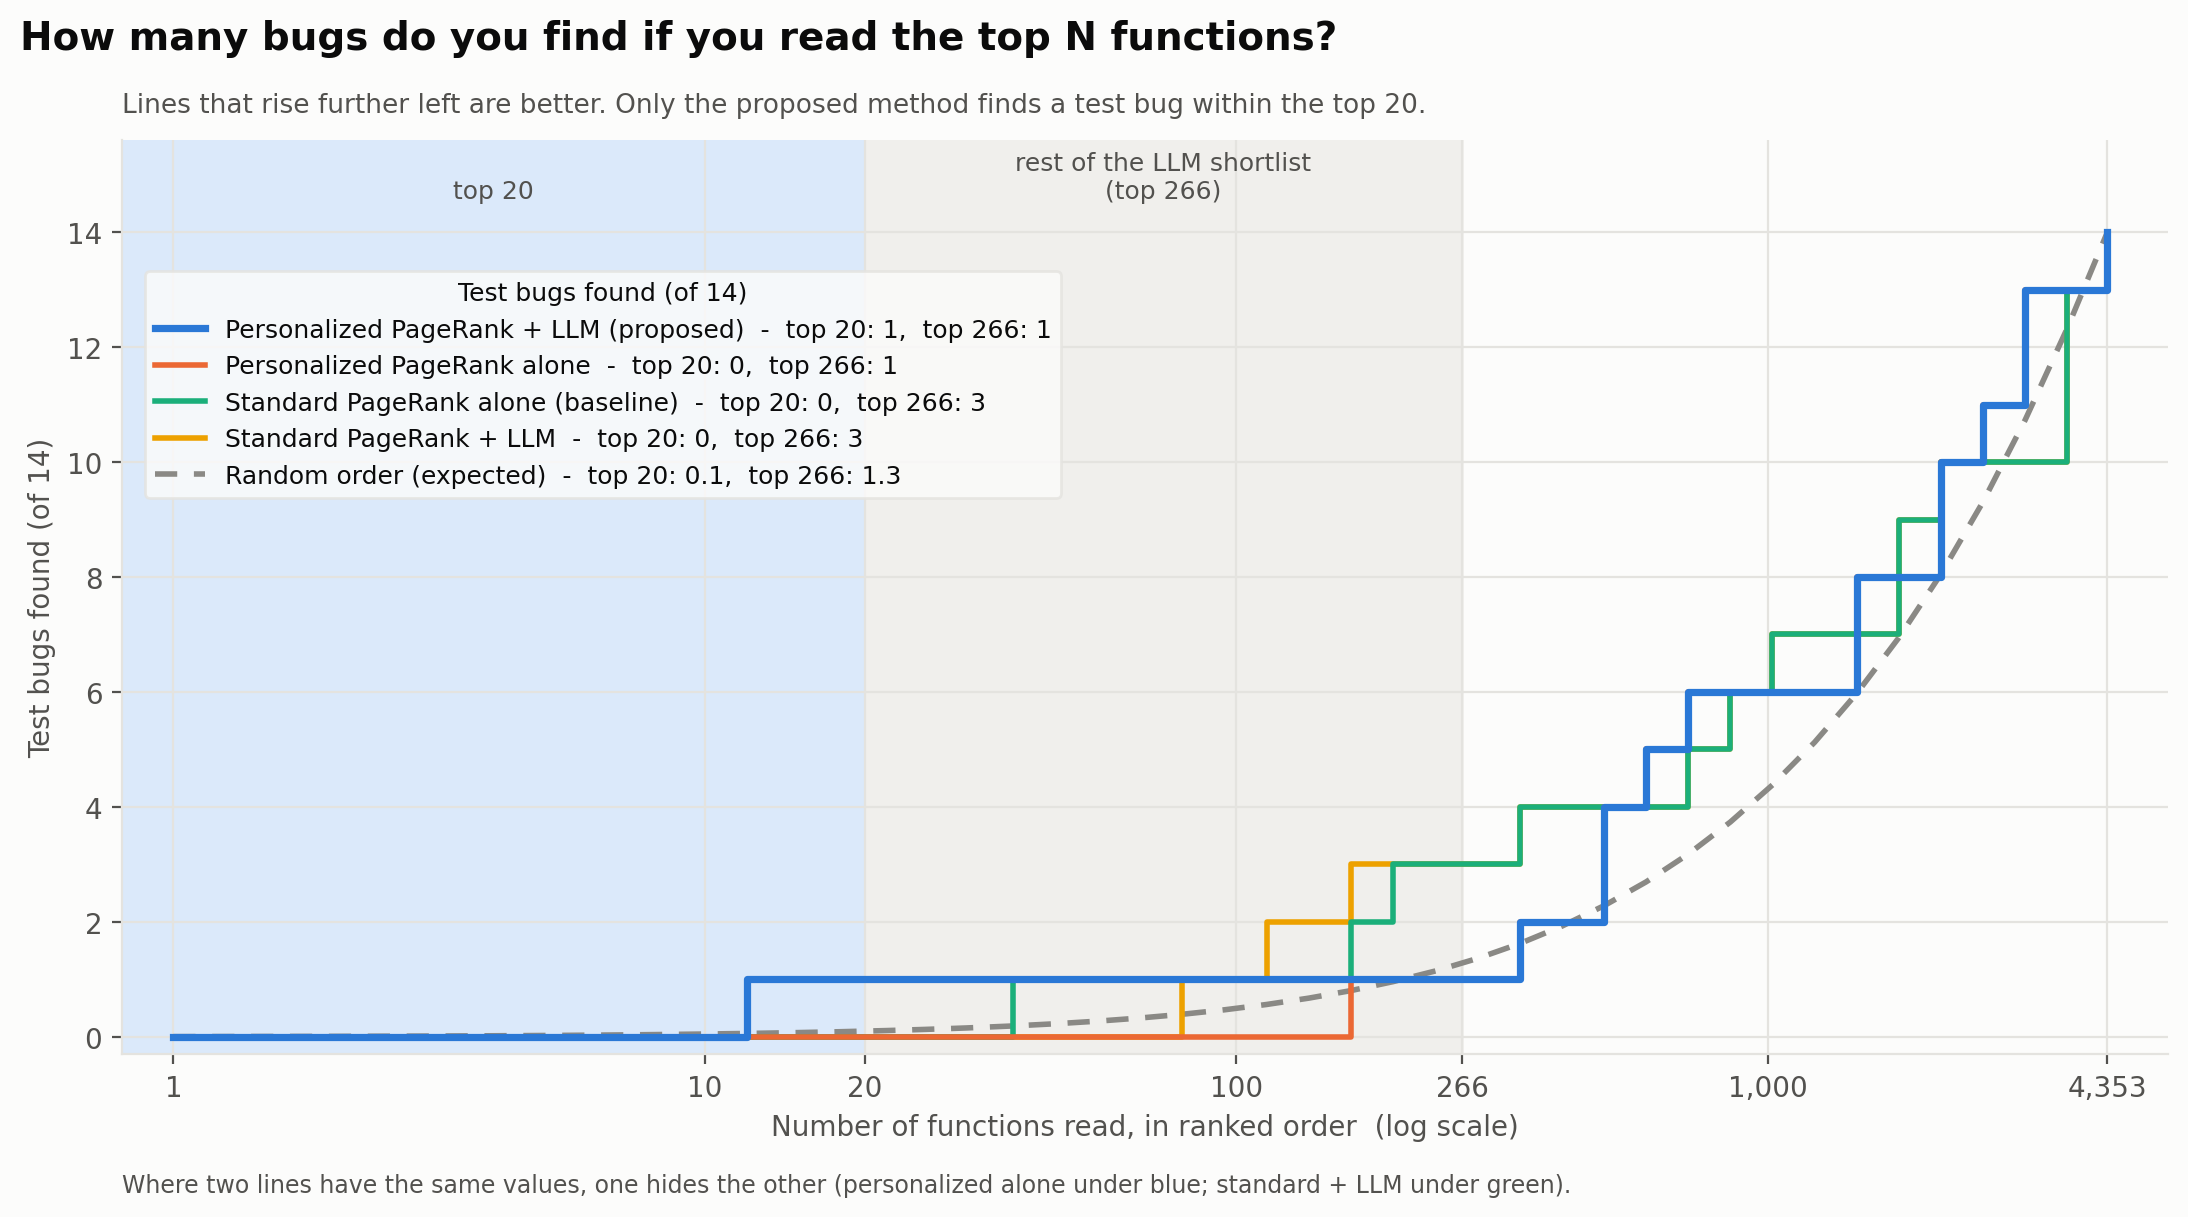 How many bugs do you find if you read the top N functions?
Lines that rise further left are better. Only the proposed method finds a test bug within the top 20.
top 20
rest of the LLM shortlist
(top 266)
Test bugs found (of 14)
Personalized PageRank + LLM (proposed)  -  top 20: 1,  top 266: 1
Personalized PageRank alone  -  top 20: 0,  top 266: 1
Standard PageRank alone (baseline)  -  top 20: 0,  top 266: 3
Standard PageRank + LLM  -  top 20: 0,  top 266: 3
Random order (expected)  -  top 20: 0.1,  top 266: 1.3
Test bugs found (of 14)
14
12
10
8
6
4
2
0
1
10
20
100
266
1,000
4,353
Number of functions read, in ranked order  (log scale)
Where two lines have the same values, one hides the other (personalized alone under blue; standard + LLM under green).